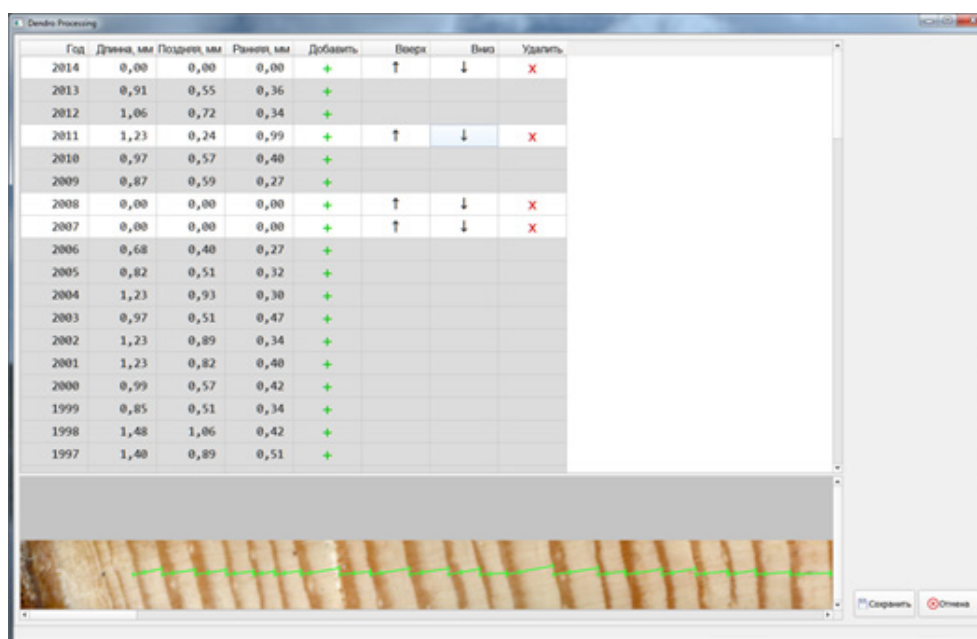 Dendro Processing
Год Длинна, мм Поздняя, мм Ранняя, мм Добавить Вверх Вниз Удалить
2014 0,00 0,00 0,00 + ↑ ↓ x
2013 0,91 0,55 0,36 +
2012 1,06 0,72 0,34 +
2011 1,23 0,24 0,99 + ↑ ↓ x
2010 0,97 0,57 0,40 +
2009 0,87 0,59 0,27 +
2008 0,00 0,00 0,00 + ↑ ↓ x
2007 0,00 0,00 0,00 + ↑ ↓ x
2006 0,68 0,40 0,27 +
2005 0,82 0,51 0,32 +
2004 1,23 0,93 0,30 +
2003 0,97 0,51 0,47 +
2002 1,23 0,89 0,34 +
2001 1,23 0,82 0,40 +
2000 0,99 0,57 0,42 +
1999 0,85 0,51 0,34 +
1998 1,48 1,06 0,42 +
1997 1,40 0,89 0,51 +
Сохранить Отмена